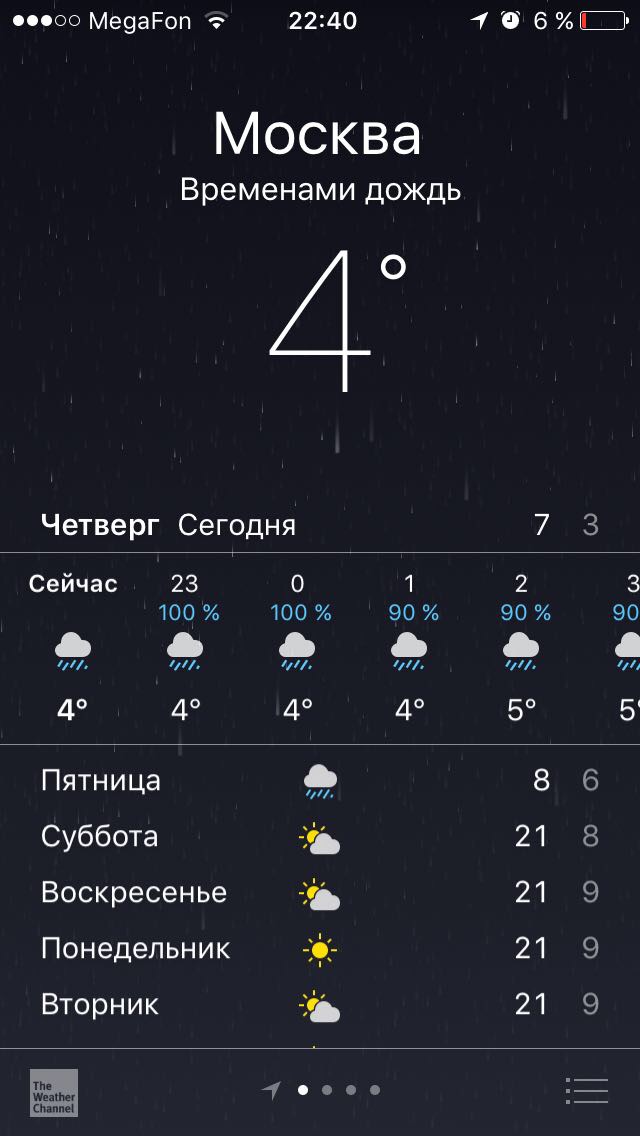 MegaFon 22:40 6 %
Москва
Временами дождь
4°
Четверг Сегодня 7 3
Сейчас 23 0 1 2 3
100 % 100 % 90 % 90 % 90
4° 4° 4° 4° 5° 5°
Пятница 8 6
Суббота 21 8
Воскресенье 21 9
Понедельник 21 9
Вторник 21 9
The
Weather
Channel